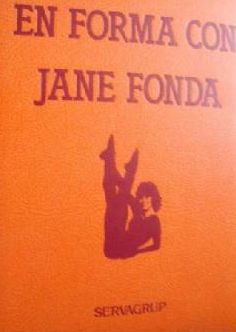 EN FORMA CON
JANE FONDA
SERVAGRUP